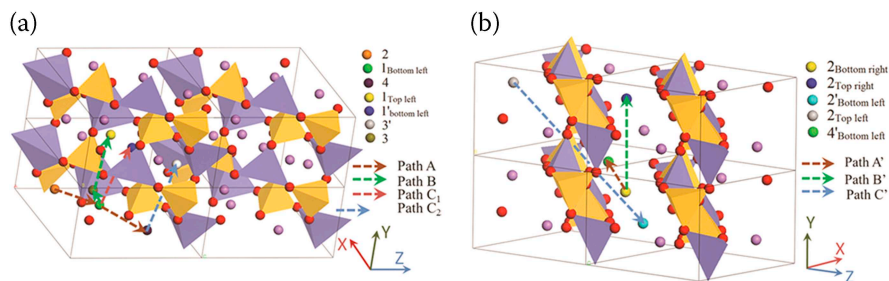 (a)
2
1Bottom left
4
1Top left
1'bottom left
3'
3
Path A
Path B
Path C1
Path C2
X
Y
Z
(b)
2Bottom right
2Top right
2'Bottom left
2Top left
4'Bottom left
Path A'
Path B'
Path C'
Y
X
Z